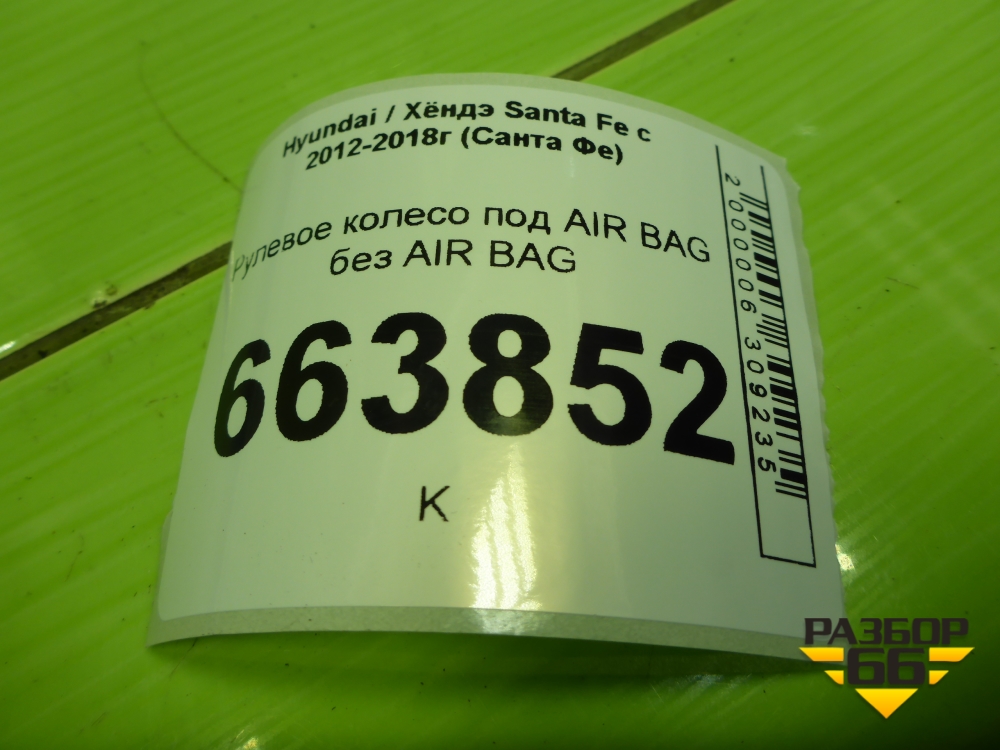 Hyundai / Хёндэ Santa Fe с
2012-2018г (Санта Фе)
Рулевое колесо под AIR BAG
без AIR BAG
663852
К
2000006309235
РАЗБОР
66